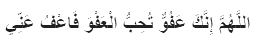 اللَّهُمَّ إِنَّكَ عَفُوٌّ تُحِبُّ الْعَفْوَ فَاعْفُ عَنِّي